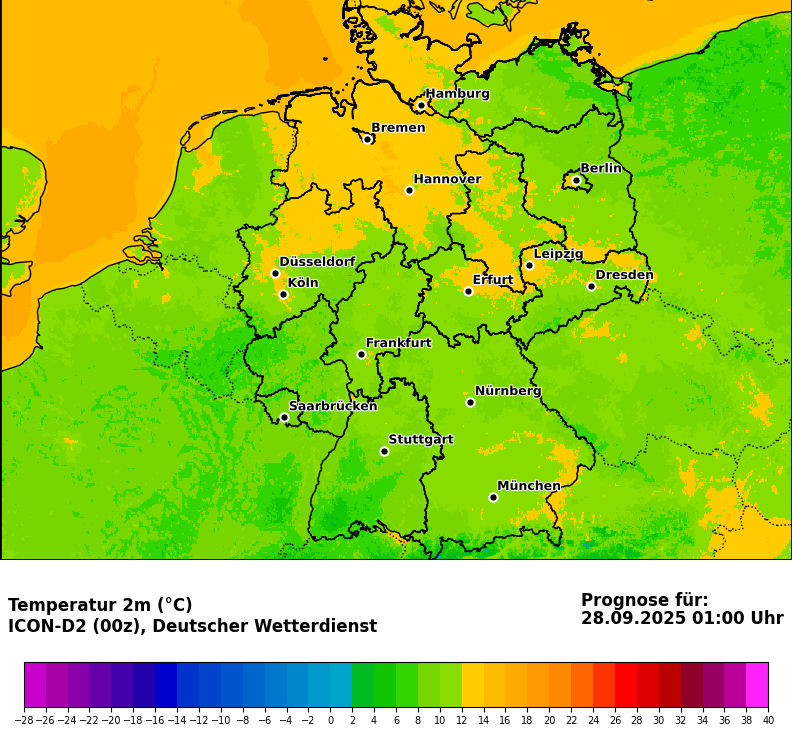 Hamburg
Bremen
Hannover
Berlin
Düsseldorf
Köln
Leipzig
Erfurt
Dresden
Frankfurt
Nürnberg
Saarbrücken
Stuttgart
München
Temperatur 2m (°C)
ICON-D2 (00z), Deutscher Wetterdienst
Prognose für:
28.09.2025 01:00 Uhr
−28 −26 −24 −22 −20 −18 −16 −14 −12 −10 −8 −6 −4 −2 0 2 4 6 8 10 12 14 16 18 20 22 24 26 28 30 32 34 36 38 40